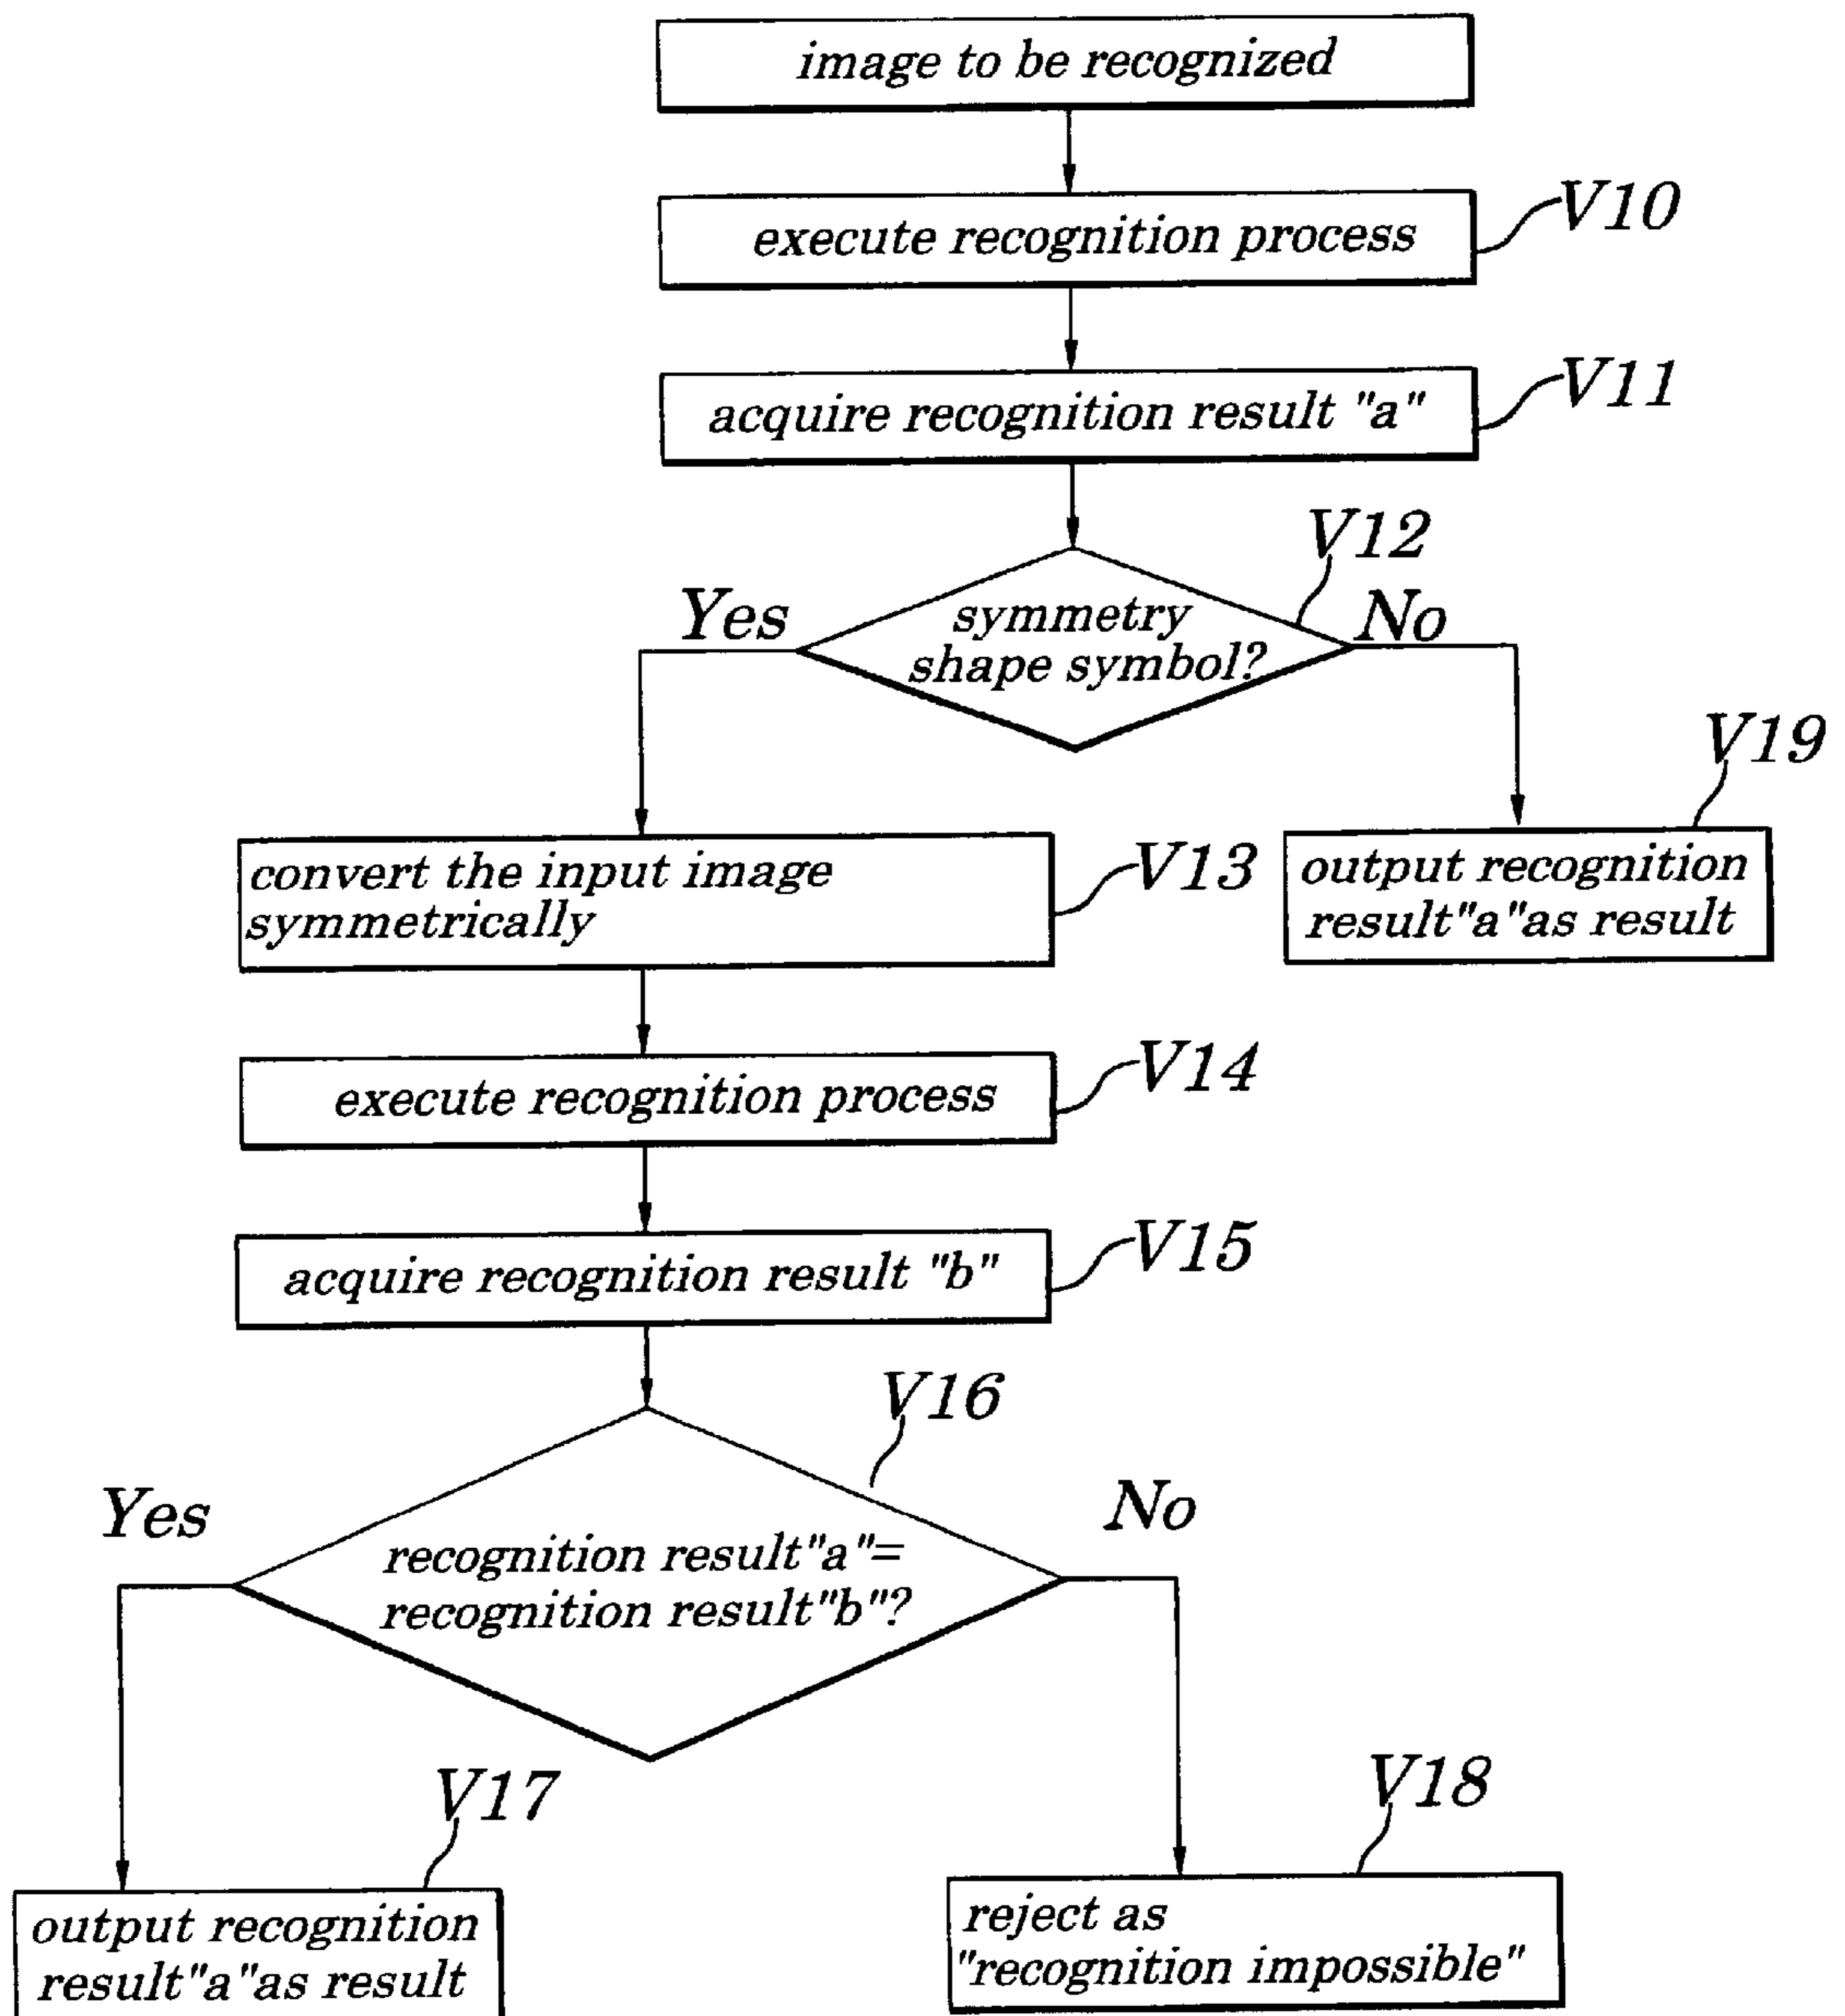 image to be recognized
execute recognition process
V10
acquire recognition result "a"
V11
V12
Yes
symmetry
shape symbol?
No
V19
convert the input image
symmetrically
V13
output recognition
result"a"as result
execute recognition process
V14
acquire recognition result "b"
V15
V16
Yes
No
recognition result"a"=
recognition result"b"?
V17
V18
output recognition
result"a"as result
reject as
"recognition impossible"